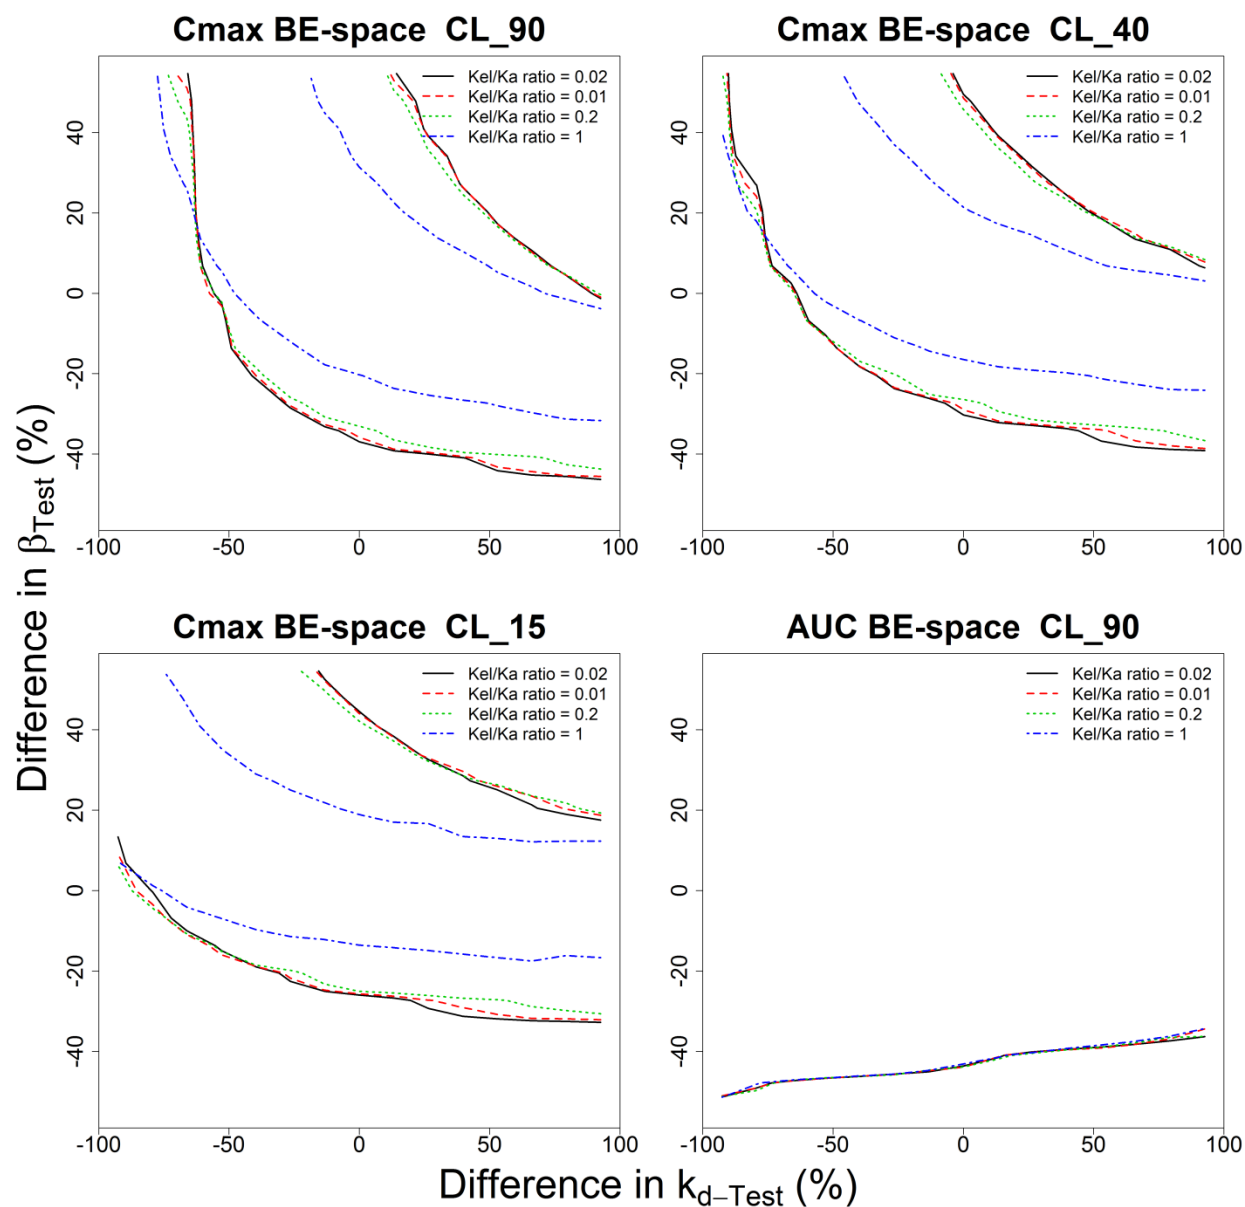 Cmax BE-space CL_90
Kel/Ka ratio = 0.02
Kel/Ka ratio = 0.01
Kel/Ka ratio = 0.2
Kel/Ka ratio = 1
40
20
0
-20
-40
-100 -50 0 50 100
Cmax BE-space CL_40
Kel/Ka ratio = 0.02
Kel/Ka ratio = 0.01
Kel/Ka ratio = 0.2
Kel/Ka ratio = 1
40
20
0
-20
-40
-100 -50 0 50 100
Cmax BE-space CL_15
Kel/Ka ratio = 0.02
Kel/Ka ratio = 0.01
Kel/Ka ratio = 0.2
Kel/Ka ratio = 1
40
20
0
-20
-40
-100 -50 0 50 100
AUC BE-space CL_90
Kel/Ka ratio = 0.02
Kel/Ka ratio = 0.01
Kel/Ka ratio = 0.2
Kel/Ka ratio = 1
40
20
0
-20
-40
-100 -50 0 50 100
Difference in βTest (%)
Difference in kd–Test (%)